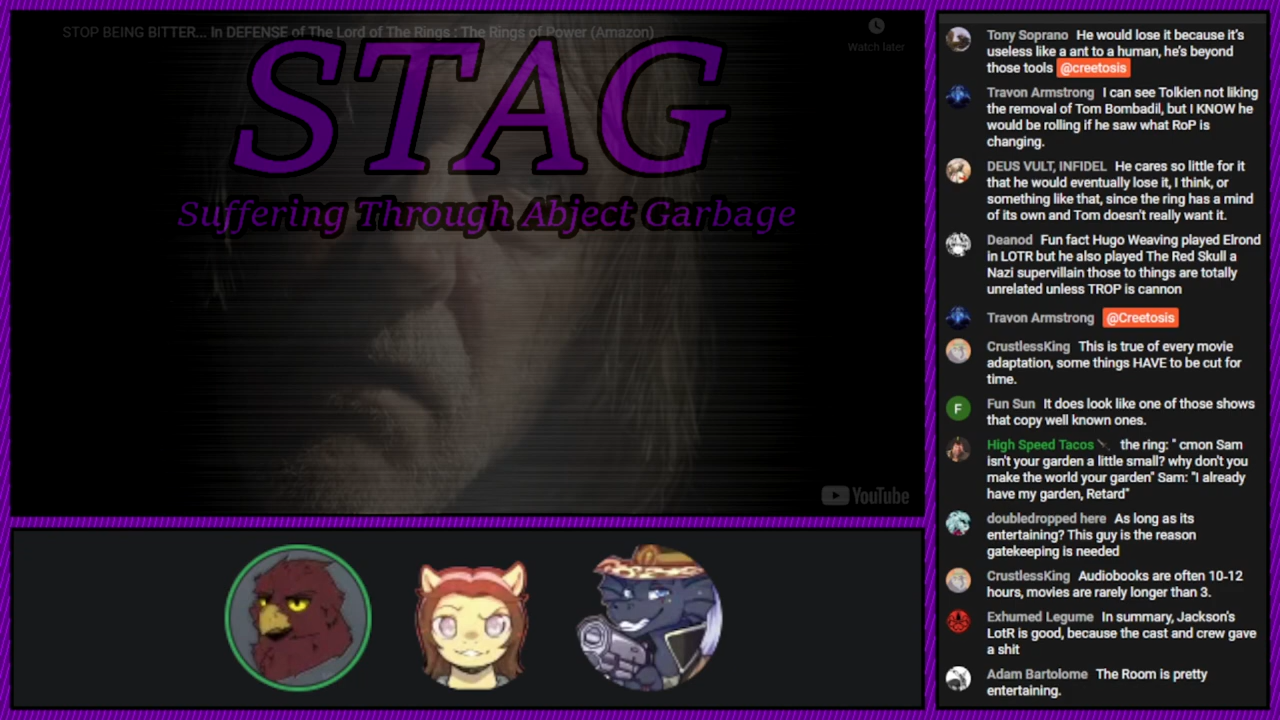 STOP BEING BITTER... In DEFENSE of The Lord of The Rings : The Rings of Power (Amazon)
Watch later
STAG
Suffering Through Abject Garbage
YouTube
Tony Soprano He would lose it because it's
useless like a ant to a human, he's beyond
those tools @creetosis
Travon Armstrong I can see Tolkien not liking
the removal of Tom Bombadil, but I KNOW he
would be rolling if he saw what RoP is
changing.
DEUS VULT, INFIDEL He cares so little for it
that he would eventually lose it, I think, or
something like that, since the ring has a mind
of its own and Tom doesn't really want it.
Deanod Fun fact Hugo Weaving played Elrond
in LOTR but he also played The Red Skull a
Nazi supervillain those to things are totally
unrelated unless TROP is cannon
Travon Armstrong @Creetosis
CrustlessKing This is true of every movie
adaptation, some things HAVE to be cut for
time.
F
Fun Sun It does look like one of those shows
that copy well known ones.
High Speed Tacos the ring: " cmon Sam
isn't your garden a little small? why don't you
make the world your garden" Sam: "I already
have my garden, Retard"
doubledropped here As long as its
entertaining? This guy is the reason
gatekeeping is needed
CrustlessKing Audiobooks are often 10-12
hours, movies are rarely longer than 3.
Exhumed Legume In summary, Jackson's
LotR is good, because the cast and crew gave
a shit
Adam Bartolome The Room is pretty
entertaining.